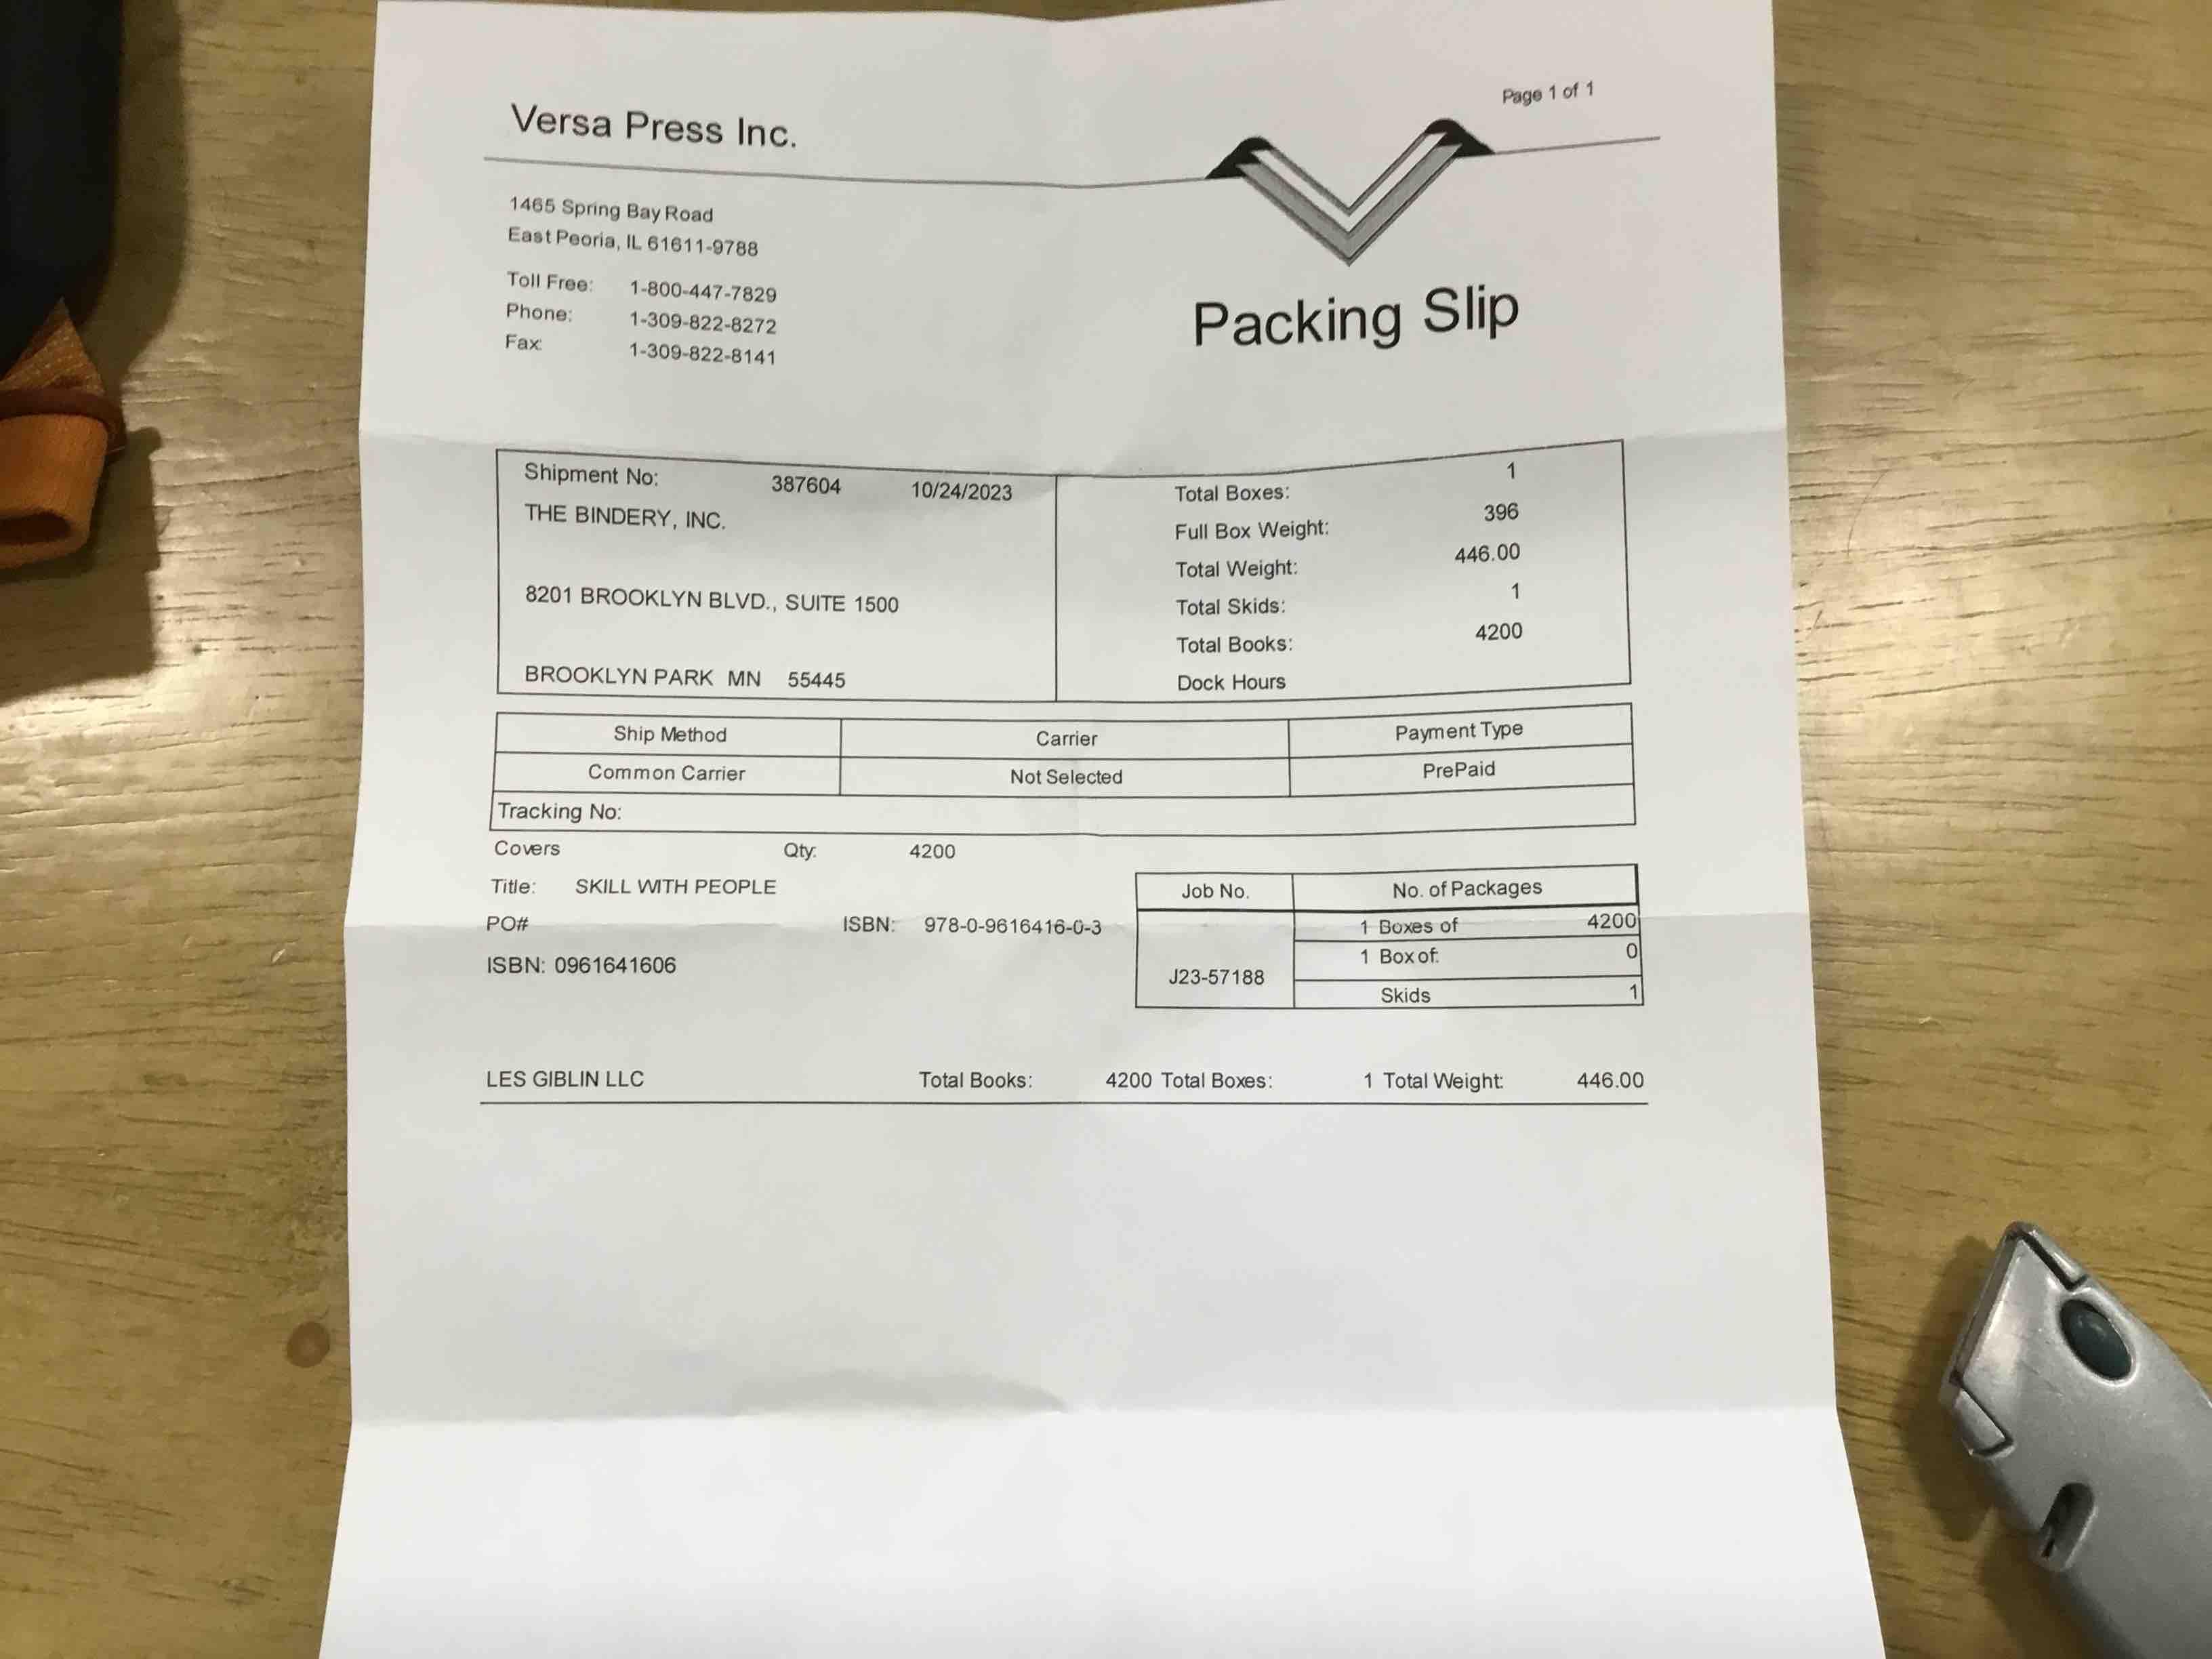 Page 1 of 1
Versa Press Inc.
1465 Spring Bay Road
East Peoria, IL 61611-9788
Toll Free: 1-800-447-7829
Phone: 1-309-822-8272
Fax: 1-309-822-8141
Packing Slip
Shipment No: 387604 10/24/2023
THE BINDERY, INC.
8201 BROOKLYN BLVD., SUITE 1500
BROOKLYN PARK MN 55445
Total Boxes: 1
Full Box Weight: 396
Total Weight: 446.00
Total Skids: 1
Total Books: 4200
Dock Hours
Ship Method Carrier Payment Type
Common Carrier Not Selected PrePaid
Tracking No:
Covers Qty: 4200
Title: SKILL WITH PEOPLE
PO# ISBN: 978-0-9616416-0-3
ISBN: 0961641606
Job No. No. of Packages
1 Boxes of 4200
1 Box of: 0
J23-57188
Skids 1
LES GIBLIN LLC Total Books: 4200 Total Boxes: 1 Total Weight: 446.00